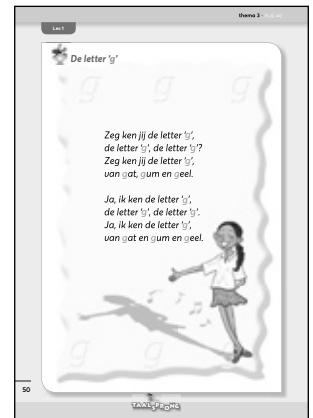 thema 3 -
Les 1
De letter 'g'
g g g
Zeg ken jij de letter 'g',
de letter 'g', de letter 'g'?
Zeg ken jij de letter 'g',
van gat, gum en geel.
Ja, ik ken de letter 'g',
de letter 'g', de letter 'g'.
Ja, ik ken de letter 'g',
van gat en gum en geel.
g g g
50
TAALSPRONG